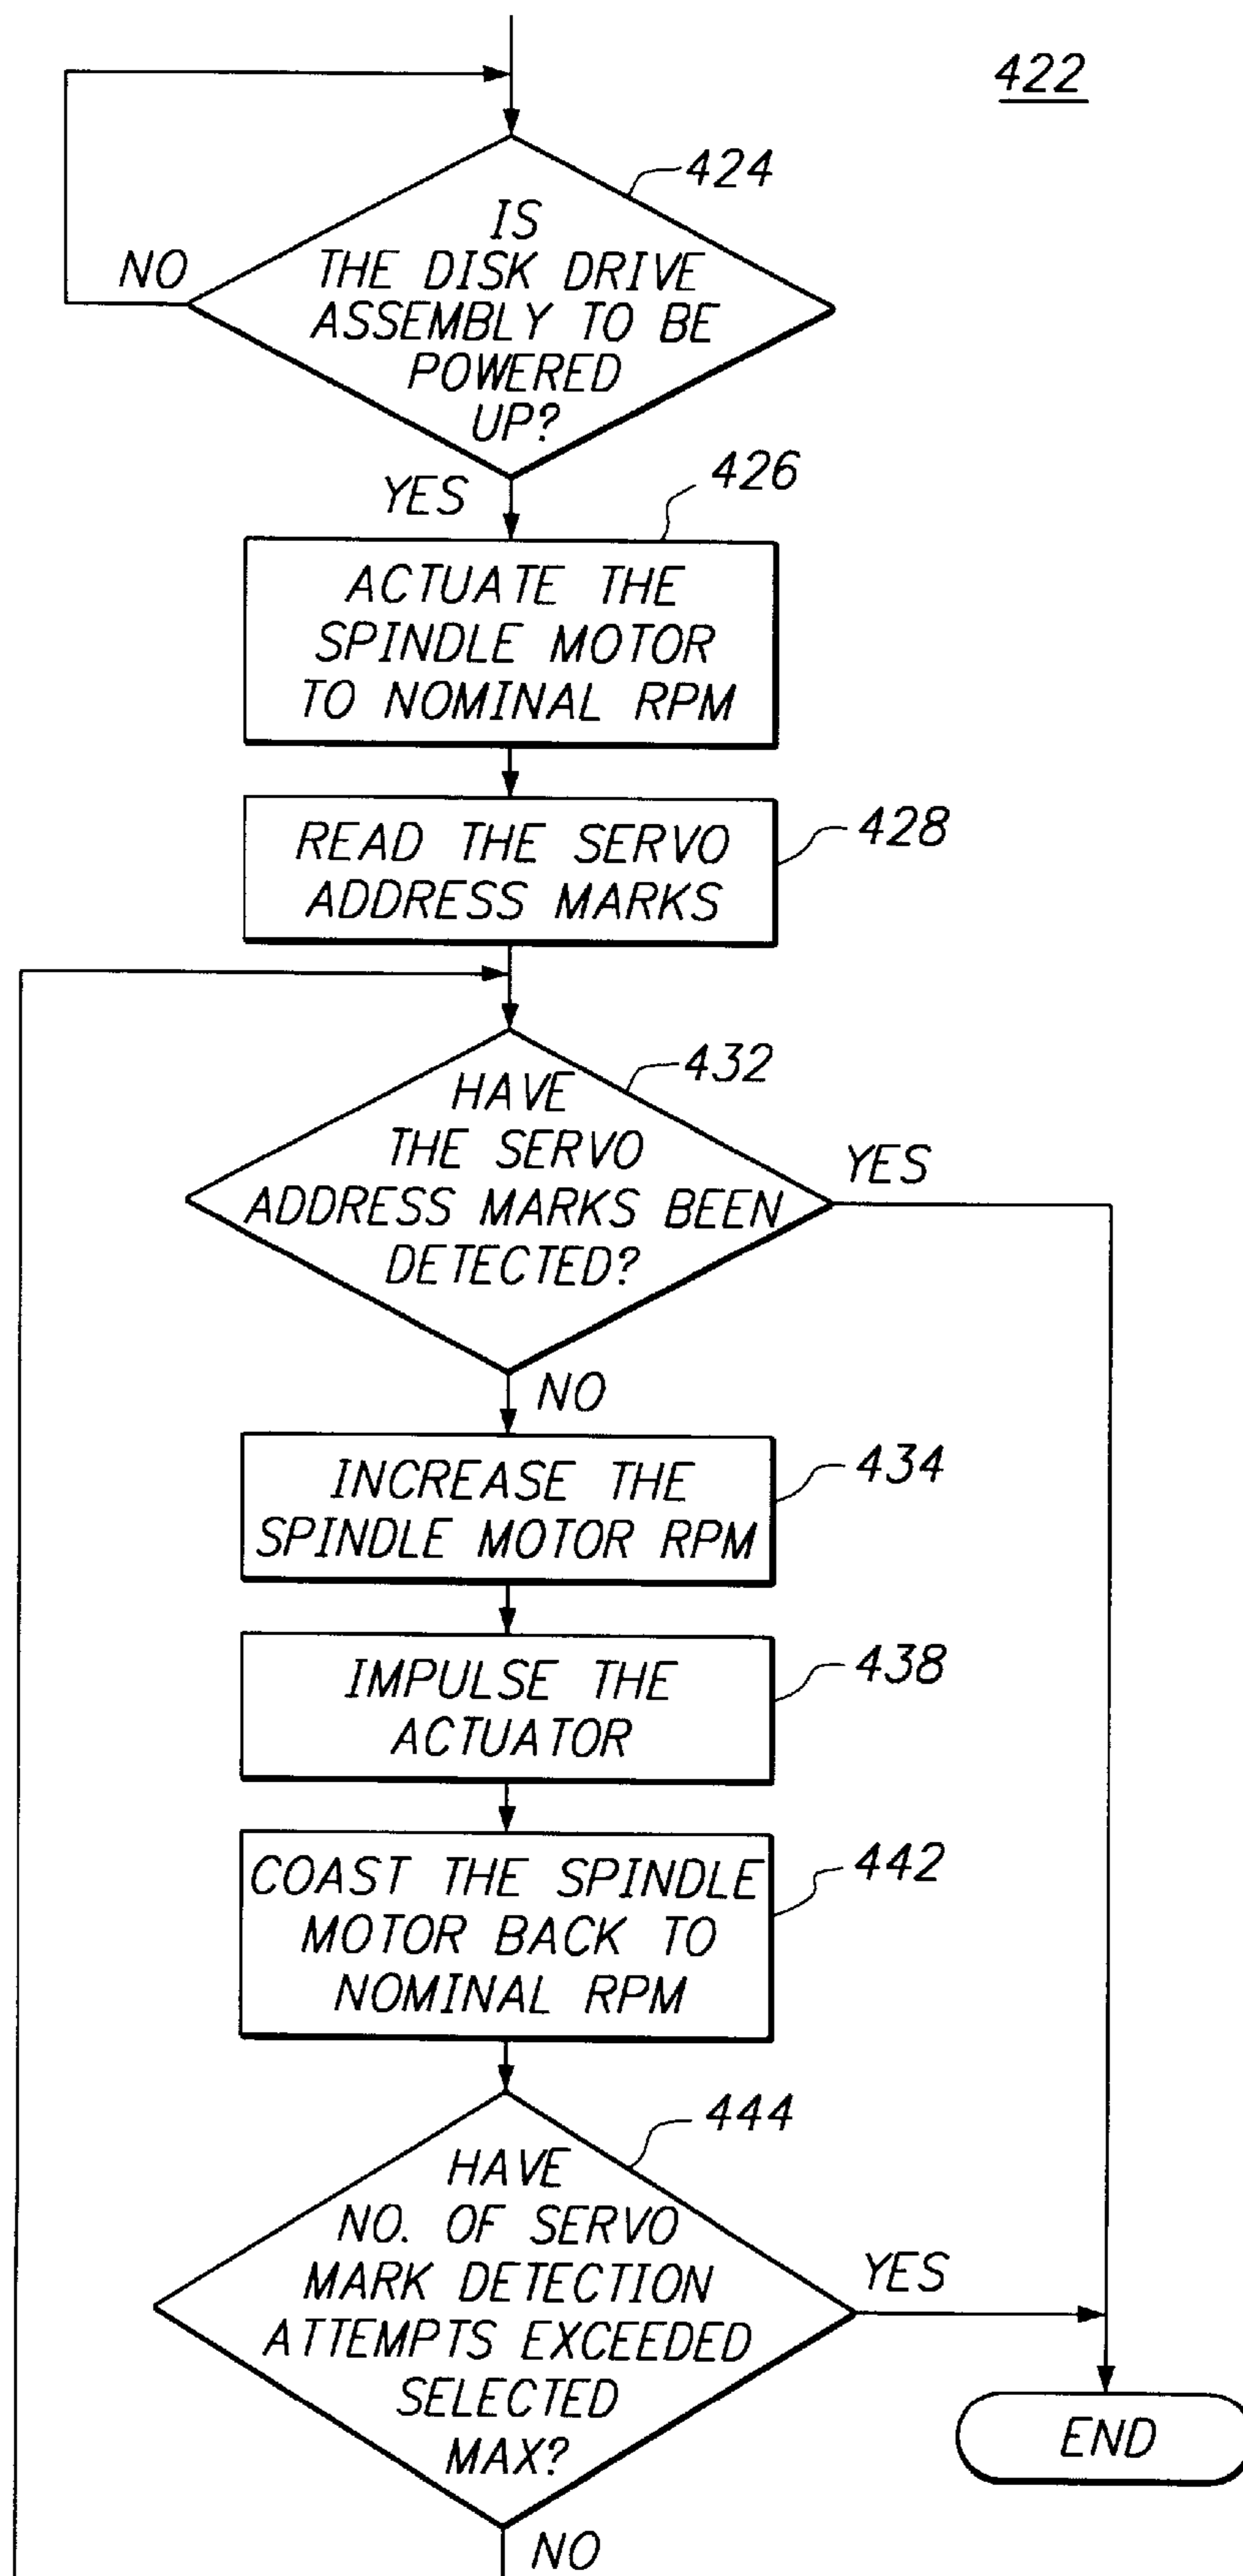 422
424
IS
THE DISK DRIVE
ASSEMBLY TO BE
POWERED
UP?
NO
YES
426
ACTUATE THE
SPINDLE MOTOR
TO NOMINAL RPM
428
READ THE SERVO
ADDRESS MARKS
432
HAVE
THE SERVO
ADDRESS MARKS BEEN
DETECTED?
YES
NO
434
INCREASE THE
SPINDLE MOTOR RPM
438
IMPULSE THE
ACTUATOR
442
COAST THE SPINDLE
MOTOR BACK TO
NOMINAL RPM
444
HAVE
NO. OF SERVO
MARK DETECTION
ATTEMPTS EXCEEDED
SELECTED
MAX?
YES
END
NO